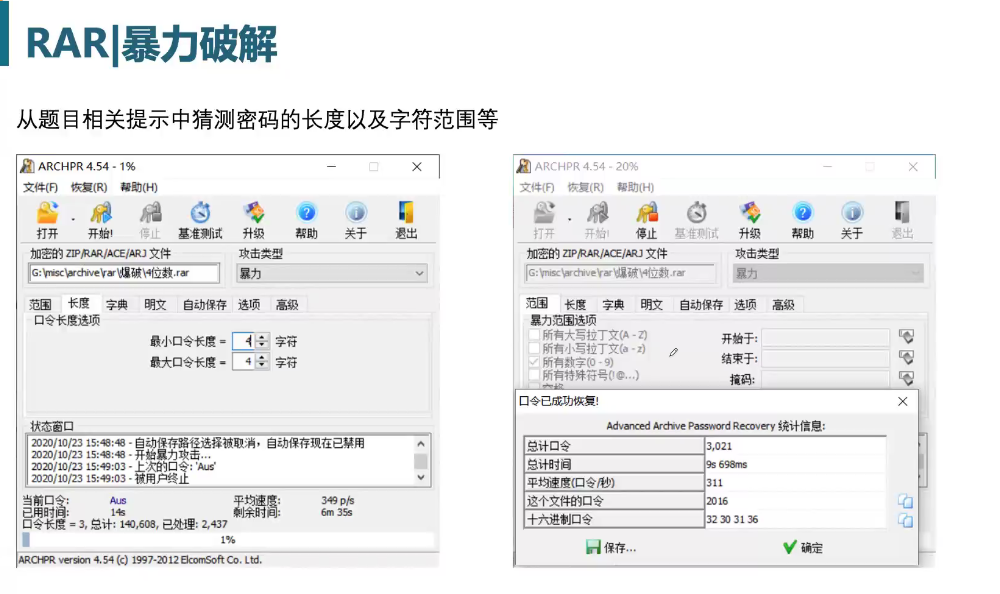 RAR|暴力破解
从题目相关提示中猜测密码的长度以及字符范围等
ARCHPR 4.54 - 1%
文件(F) 恢复(R) 帮助(H)
打开 开始! 停止 基准测试 升级 帮助 关于 退出
加密的 ZIP/RAR/ACE/ARJ 文件 攻击类型
G:\misc\archive\rar\爆破\4位数.rar 暴力
范围 长度 字典 明文 自动保存 选项 高级
口令长度选项
最小口令长度 = 4 字符
最大口令长度 = 4 字符
状态窗口
2020/10/23 15:48:48 - 自动保存路径选择被取消，自动保存现在已禁用
2020/10/23 15:48:48 - 开始暴力攻击...
2020/10/23 15:49:03 - 上次的口令: 'Aus'
2020/10/23 15:49:03 - 被用户终止
当前口令: Aus 平均速度: 349 p/s
已用时间: 14s 剩余时间: 6m 35s
口令长度 = 3, 总计: 140,608, 已处理: 2,437
1%
ARCHPR version 4.54 (c) 1997-2012 ElcomSoft Co. Ltd.
ARCHPR 4.54 - 20%
文件(F) 恢复(R) 帮助(H)
打开 开始! 停止 基准测试 升级 帮助 关于 退出
加密的 ZIP/RAR/ACE/ARJ 文件 攻击类型
G:\misc\archive\rar\爆破\4位数.rar 暴力
范围 长度 字典 明文 自动保存 选项 高级
暴力范围选项
所有大写拉丁文(A - Z) 开始于:
所有小写拉丁文(a - z)
所有数字(0 - 9) 结束于:
所有特殊符号(!@...) 掩码:
空格
口令已成功恢复!
Advanced Archive Password Recovery 统计信息:
总计口令 3,021
总计时间 9s 698ms
平均速度(口令/秒) 311
这个文件的口令 2016
十六进制口令 32 30 31 36
保存... 确定